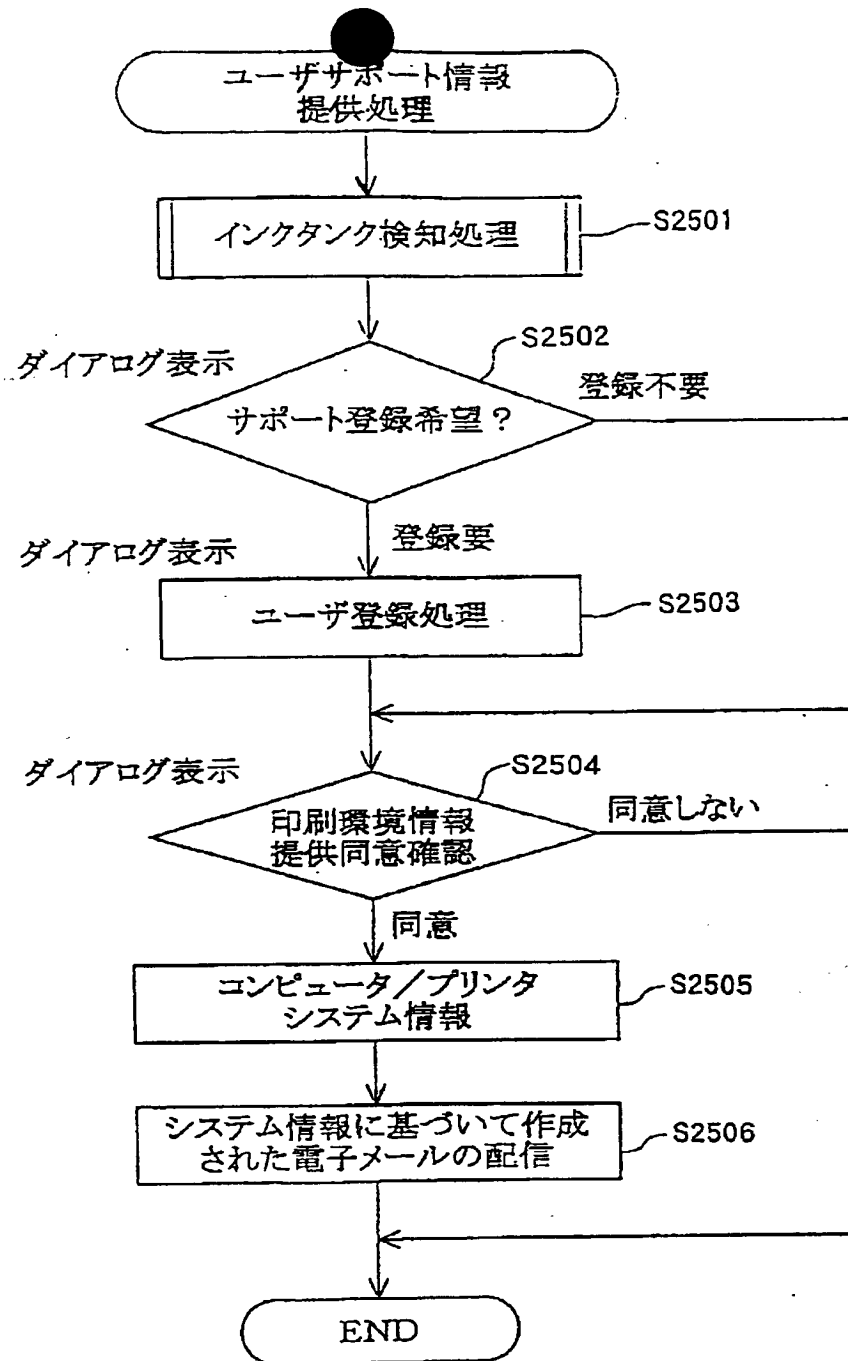 ユーザサポート情報
提供処理
インクタンク検知処理
S2501
S2502
ダイアログ表示
登録不要
サポート登録希望？
登録要
ダイアログ表示
ユーザ登録処理
S2503
ダイアログ表示
S2504
同意しない
印刷環境情報
提供同意確認
同意
コンピュータ／プリンタ
システム情報
S2505
システム情報に基づいて作成
された電子メールの配信
S2506
END